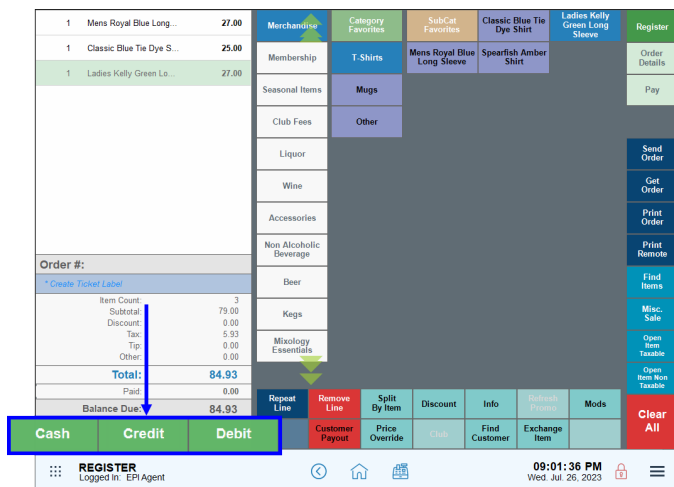 1 Mens Royal Blue Long... 27.00
1 Classic Blue Tie Dye S... 25.00
1 Ladies Kelly Green Lo... 27.00
Order #:
* Create Ticket Label
Item Count: 3
Subtotal: 79.00
Discount: 0.00
Tax: 5.93
Tip: 0.00
Other: 0.00
Total: 84.93
Paid: 0.00
Balance Due: 84.93
Cash Credit Debit
Merchandise
Membership
Seasonal Items
Club Fees
Liquor
Wine
Accessories
Non Alcoholic
Beverage
Beer
Kegs
Mixology
Essentials
Category
Favorites
T-Shirts
Mugs
Other
SubCat
Favorites
Classic Blue Tie
Dye Shirt
Ladies Kelly
Green Long
Sleeve
Mens Royal Blue
Long Sleeve
Spearfish Amber
Shirt
Register
Order
Details
Pay
Send
Order
Get
Order
Print
Order
Print
Remote
Find
Items
Misc.
Sale
Open
Item
Taxable
Open
Item Non
Taxable
Clear
All
Repeat
Line
Remove
Line
Split
By Item
Discount
Info
Refresh
Promo
Mods
Customer
Payout
Price
Override
Club
Find
Customer
Exchange
Item
REGISTER
Logged In: EPI Agent
09:01:36 PM
Wed. Jul. 26, 2023